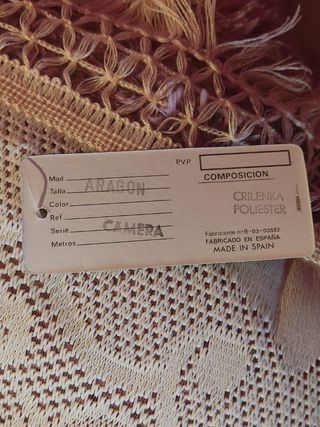 P.V.P.
Mod.
Talla ARAGON
Color
Ref.
Serie CAMERA
Metros
COMPOSICION
CRILENKA
POLIESTER
Fabricante nº B-03-03552
FABRICADO EN ESPAÑA
MADE IN SPAIN